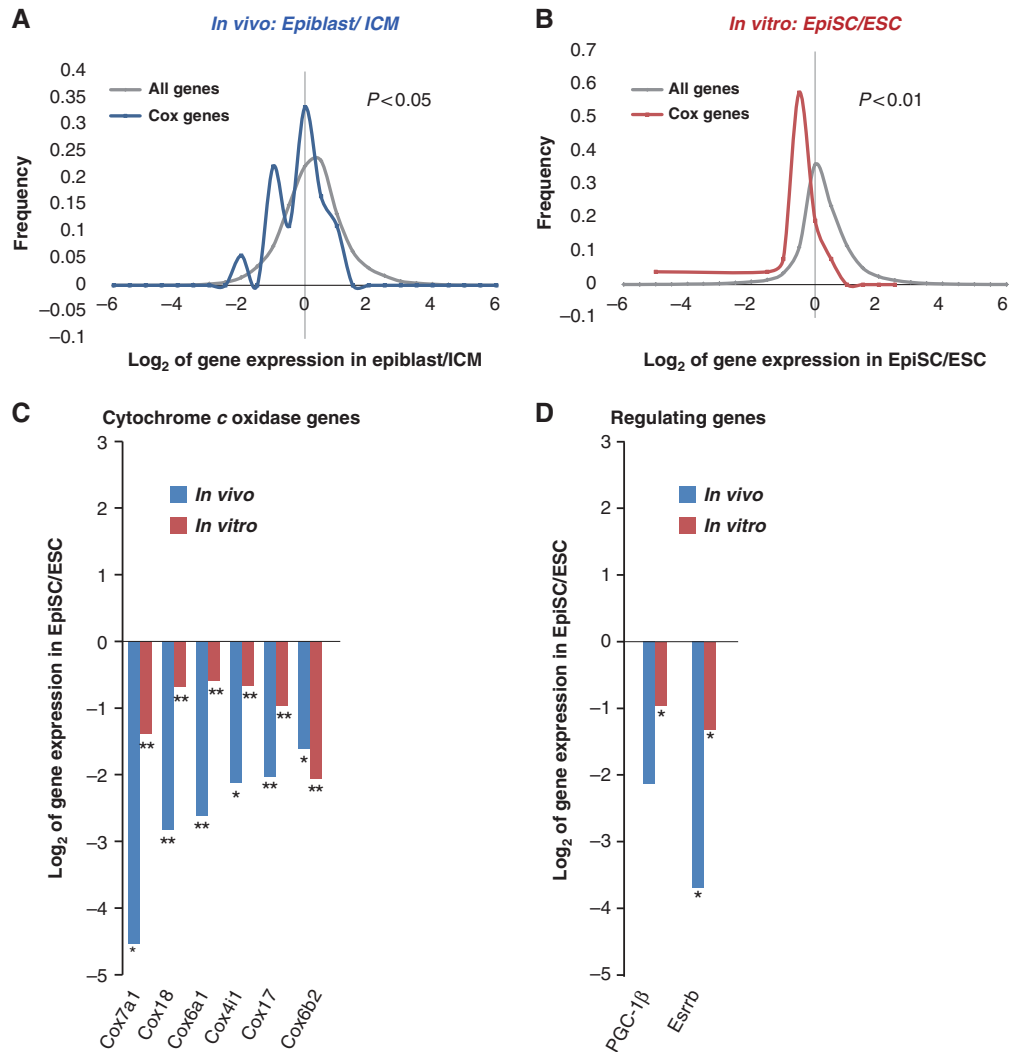 A
In vivo: Epiblast/ ICM
0.4
0.35
0.3
0.25
0.2
0.15
0.1
0.05
0
−0.05
−0.1
Frequency
All genes
Cox genes
P<0.05
−6
−4
−2
0
2
4
6
Log2 of gene expression in epiblast/ICM
B
In vitro: EpiSC/ESC
0.7
0.6
0.5
0.4
0.3
0.2
0.1
0
−0.1
Frequency
All genes
Cox genes
P<0.01
−6
−4
−2
0
2
4
6
Log2 of gene expression in EpiSC/ESC
C
Cytochrome c oxidase genes
3
2
1
0
−1
−2
−3
−4
−5
Log2 of gene expression in EpiSC/ESC
In vivo
In vitro
*
**
**
**
**
**
*
**
**
**
*
**
Cox7a1
Cox18
Cox6a1
Cox4i1
Cox17
Cox6b2
D
Regulating genes
3
2
1
0
−1
−2
−3
−4
−5
Log2 of gene expression in EpiSC/ESC
In vivo
In vitro
*
*
*
PGC-1β
Esrrb